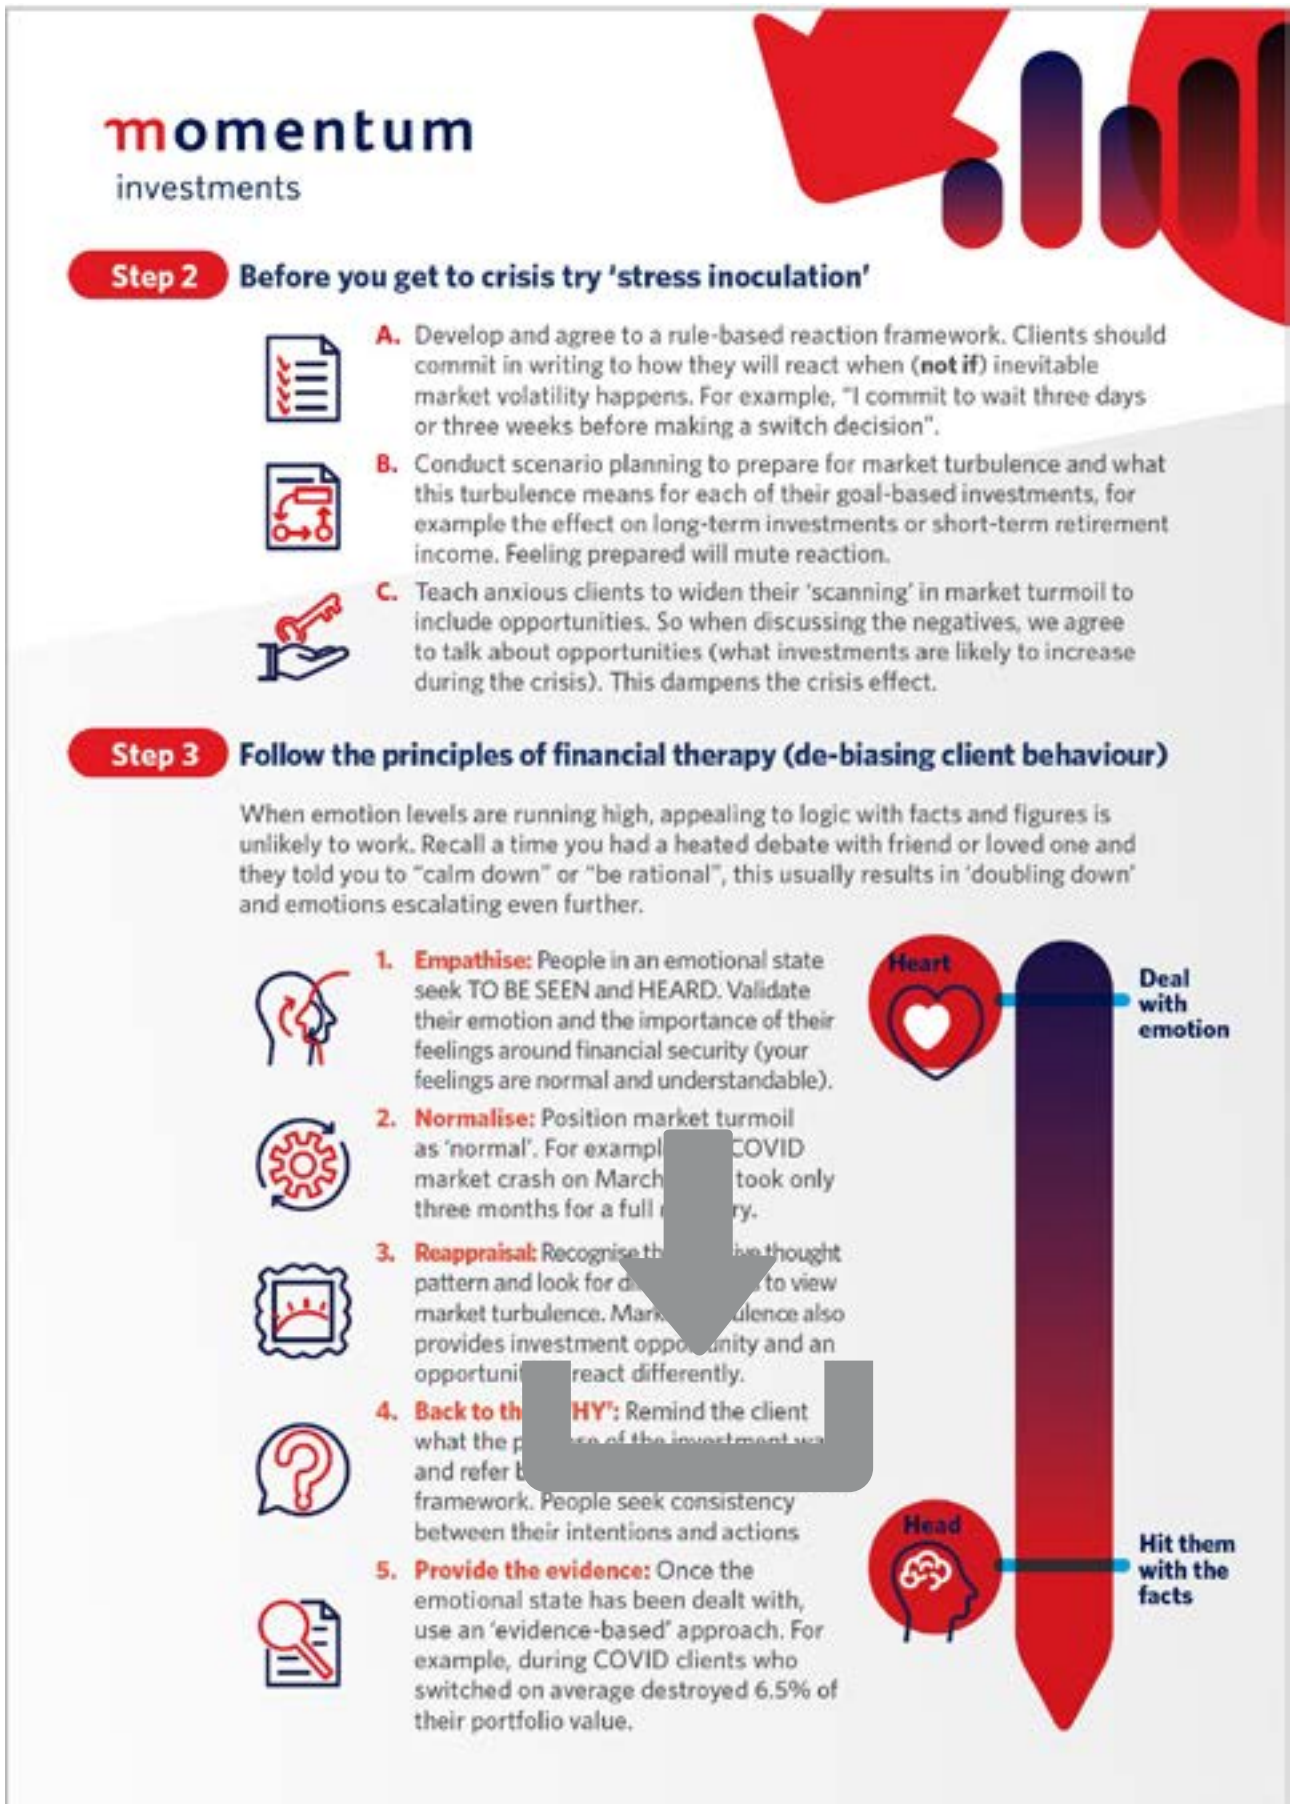 momentum
investments
Step 2 Before you get to crisis try 'stress inoculation'
A. Develop and agree to a rule-based reaction framework. Clients should
commit in writing to how they will react when (not if) inevitable
market volatility happens. For example, "I commit to wait three days
or three weeks before making a switch decision".
B. Conduct scenario planning to prepare for market turbulence and what
this turbulence means for each of their goal-based investments, for
example the effect on long-term investments or short-term retirement
income. Feeling prepared will mute reaction.
C. Teach anxious clients to widen their 'scanning' in market turmoil to
include opportunities. So when discussing the negatives, we agree
to talk about opportunities (what investments are likely to increase
during the crisis). This dampens the crisis effect.
Step 3 Follow the principles of financial therapy (de-biasing client behaviour)
When emotion levels are running high, appealing to logic with facts and figures is
unlikely to work. Recall a time you had a heated debate with friend or loved one and
they told you to "calm down" or "be rational", this usually results in 'doubling down'
and emotions escalating even further.
1. Empathise: People in an emotional state
seek TO BE SEEN and HEARD. Validate
their emotion and the importance of their
feelings around financial security (your
feelings are normal and understandable).
2. Normalise: Position market turmoil
as 'normal'. For COVID
market crash on March took only
three months for a full
3. Reappraisal: Recognise thought
pattern and look for to view
market turbulence. also
provides investment opportunity and an
react differently.
4. Back to Remind the client
what the of the investment
and refer
framework. People seek consistency
between their intentions and actions
5. Provide the evidence: Once the
emotional state has been dealt with,
use an 'evidence-based' approach. For
example, during COVID clients who
switched on average destroyed 6.5% of
their portfolio value.
Heart
Deal
with
emotion
Head
Hit them
with the
facts